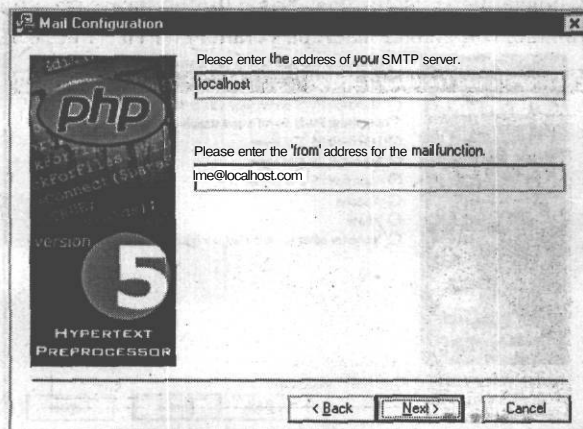 Mail Configuration
Please enter the address of your SMTP server.
localhost
Please enter the 'from' address for the mail function.
me@localhost.com
php
version
5
HYPERTEXT
PREPROCESSOR
< Back
Next >
Cancel